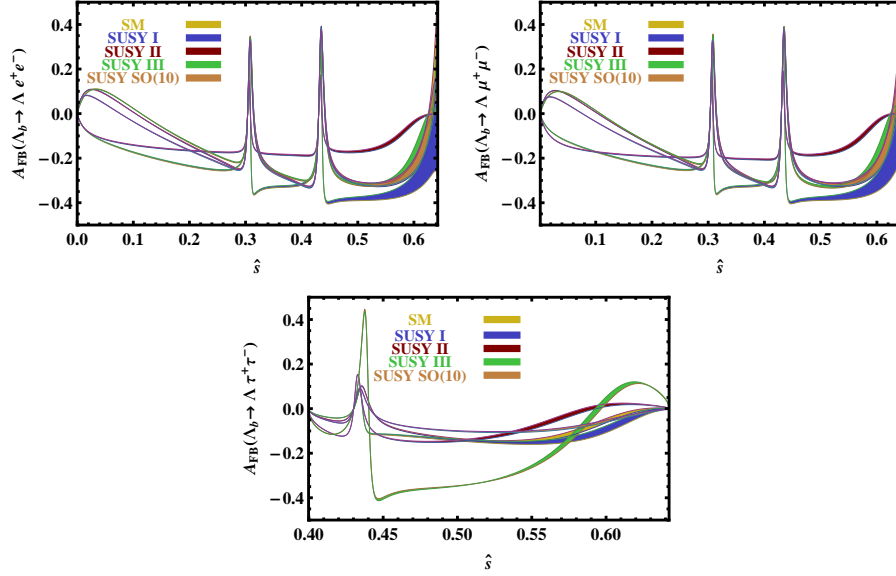 A_FB(Λ_b→ Λ e⁺e⁻)
0.4
0.2
0.0
−0.2
−0.4
SM
SUSY I
SUSY II
SUSY III
SUSY SO(10)
0.0 0.1 0.2 0.3 0.4 0.5 0.6
ŝ
A_FB(Λ_b→ Λ μ⁺μ⁻)
0.4
0.2
0.0
−0.2
−0.4
SM
SUSY I
SUSY II
SUSY III
SUSY SO(10)
0.1 0.2 0.3 0.4 0.5 0.6
ŝ
A_FB(Λ_b→ Λ τ⁺τ⁻)
0.4
0.2
0.0
−0.2
−0.4
SM
SUSY I
SUSY II
SUSY III
SUSY SO(10)
0.40 0.45 0.50 0.55 0.60
ŝ